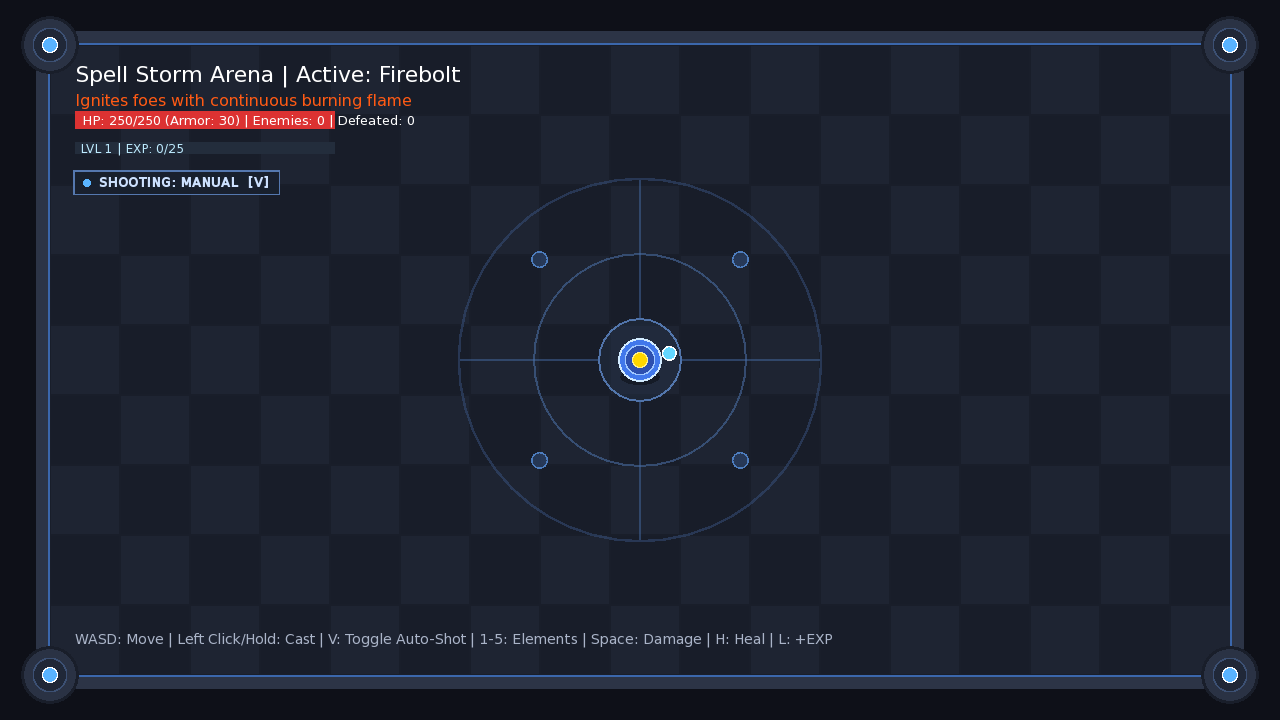 Spell Storm Arena | Active: Firebolt
Ignites foes with continuous burning flame
HP: 250/250 (Armor: 30) | Enemies: 0 | Defeated: 0
LVL 1 | EXP: 0/25
SHOOTING: MANUAL [V]
WASD: Move | Left Click/Hold: Cast | V: Toggle Auto-Shot | 1-5: Elements | Space: Damage | H: Heal | L: +EXP